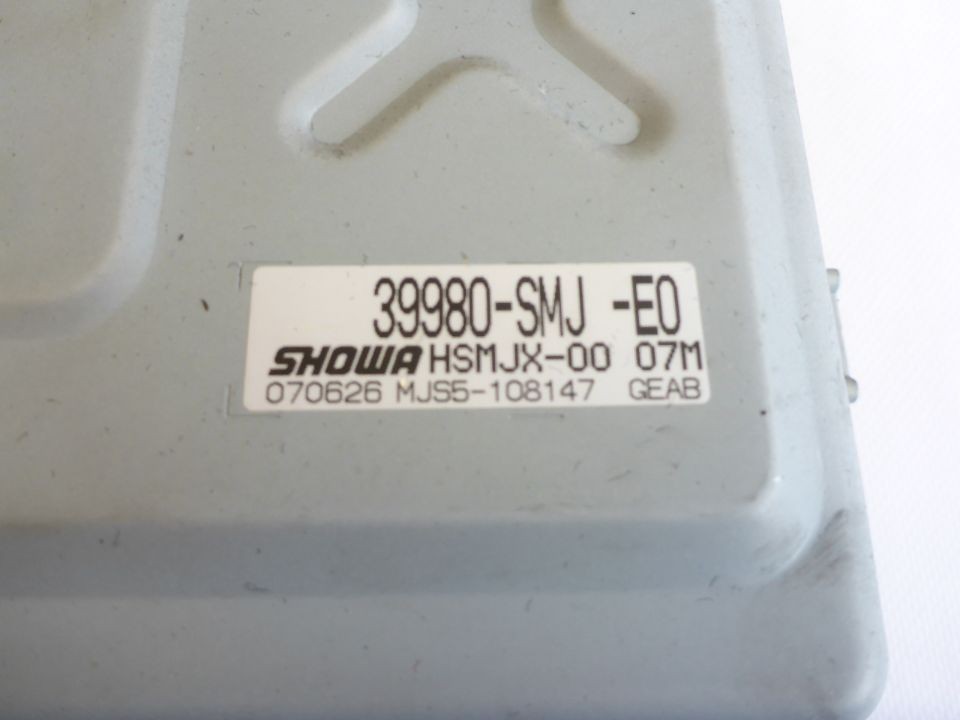 39980-SMJ -E0
SHOWA HSMJX-00 07M
070626 MJS5-108147 GEAB